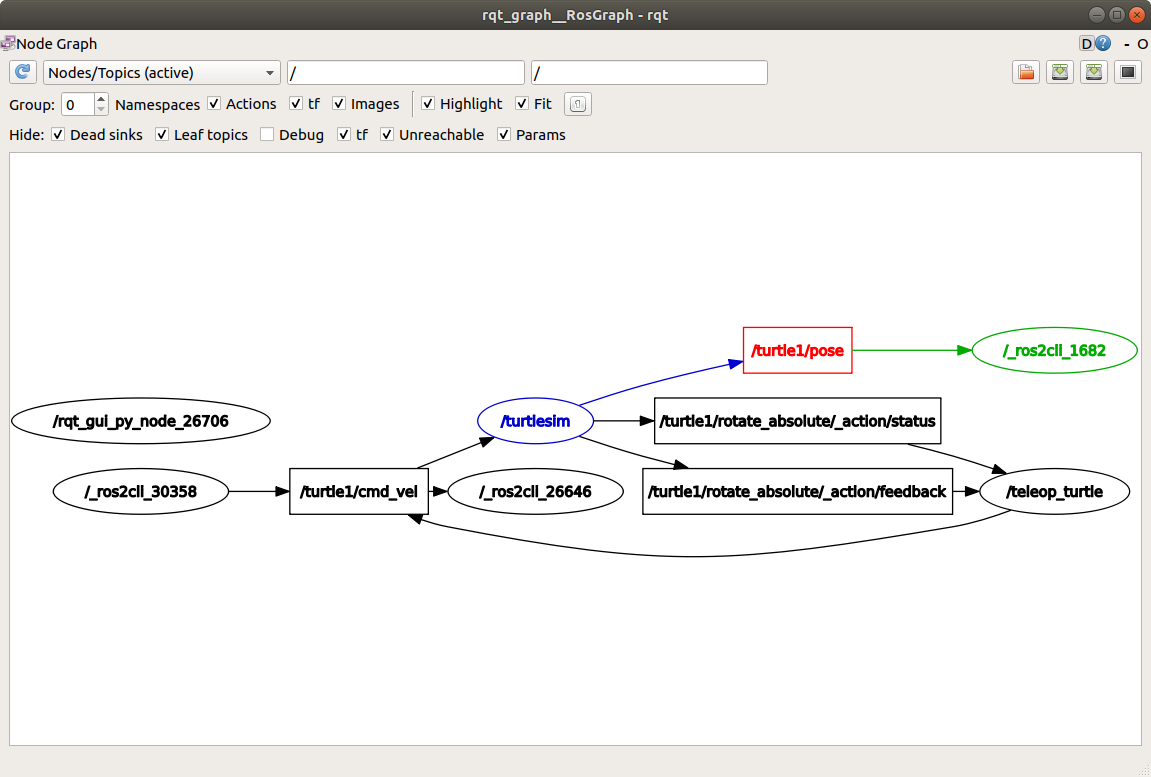 rqt_graph__RosGraph - rqt
Node Graph D ? - O
Nodes/Topics (active) / /
Group: 0 Namespaces Actions tf Images Highlight Fit
Hide: Dead sinks Leaf topics Debug tf Unreachable Params
/turtle1/pose /_ros2cli_1682
/rqt_gui_py_node_26706 /turtlesim /turtle1/rotate_absolute/_action/status
/_ros2cli_30358 /turtle1/cmd_vel /_ros2cli_26646 /turtle1/rotate_absolute/_action/feedback /teleop_turtle